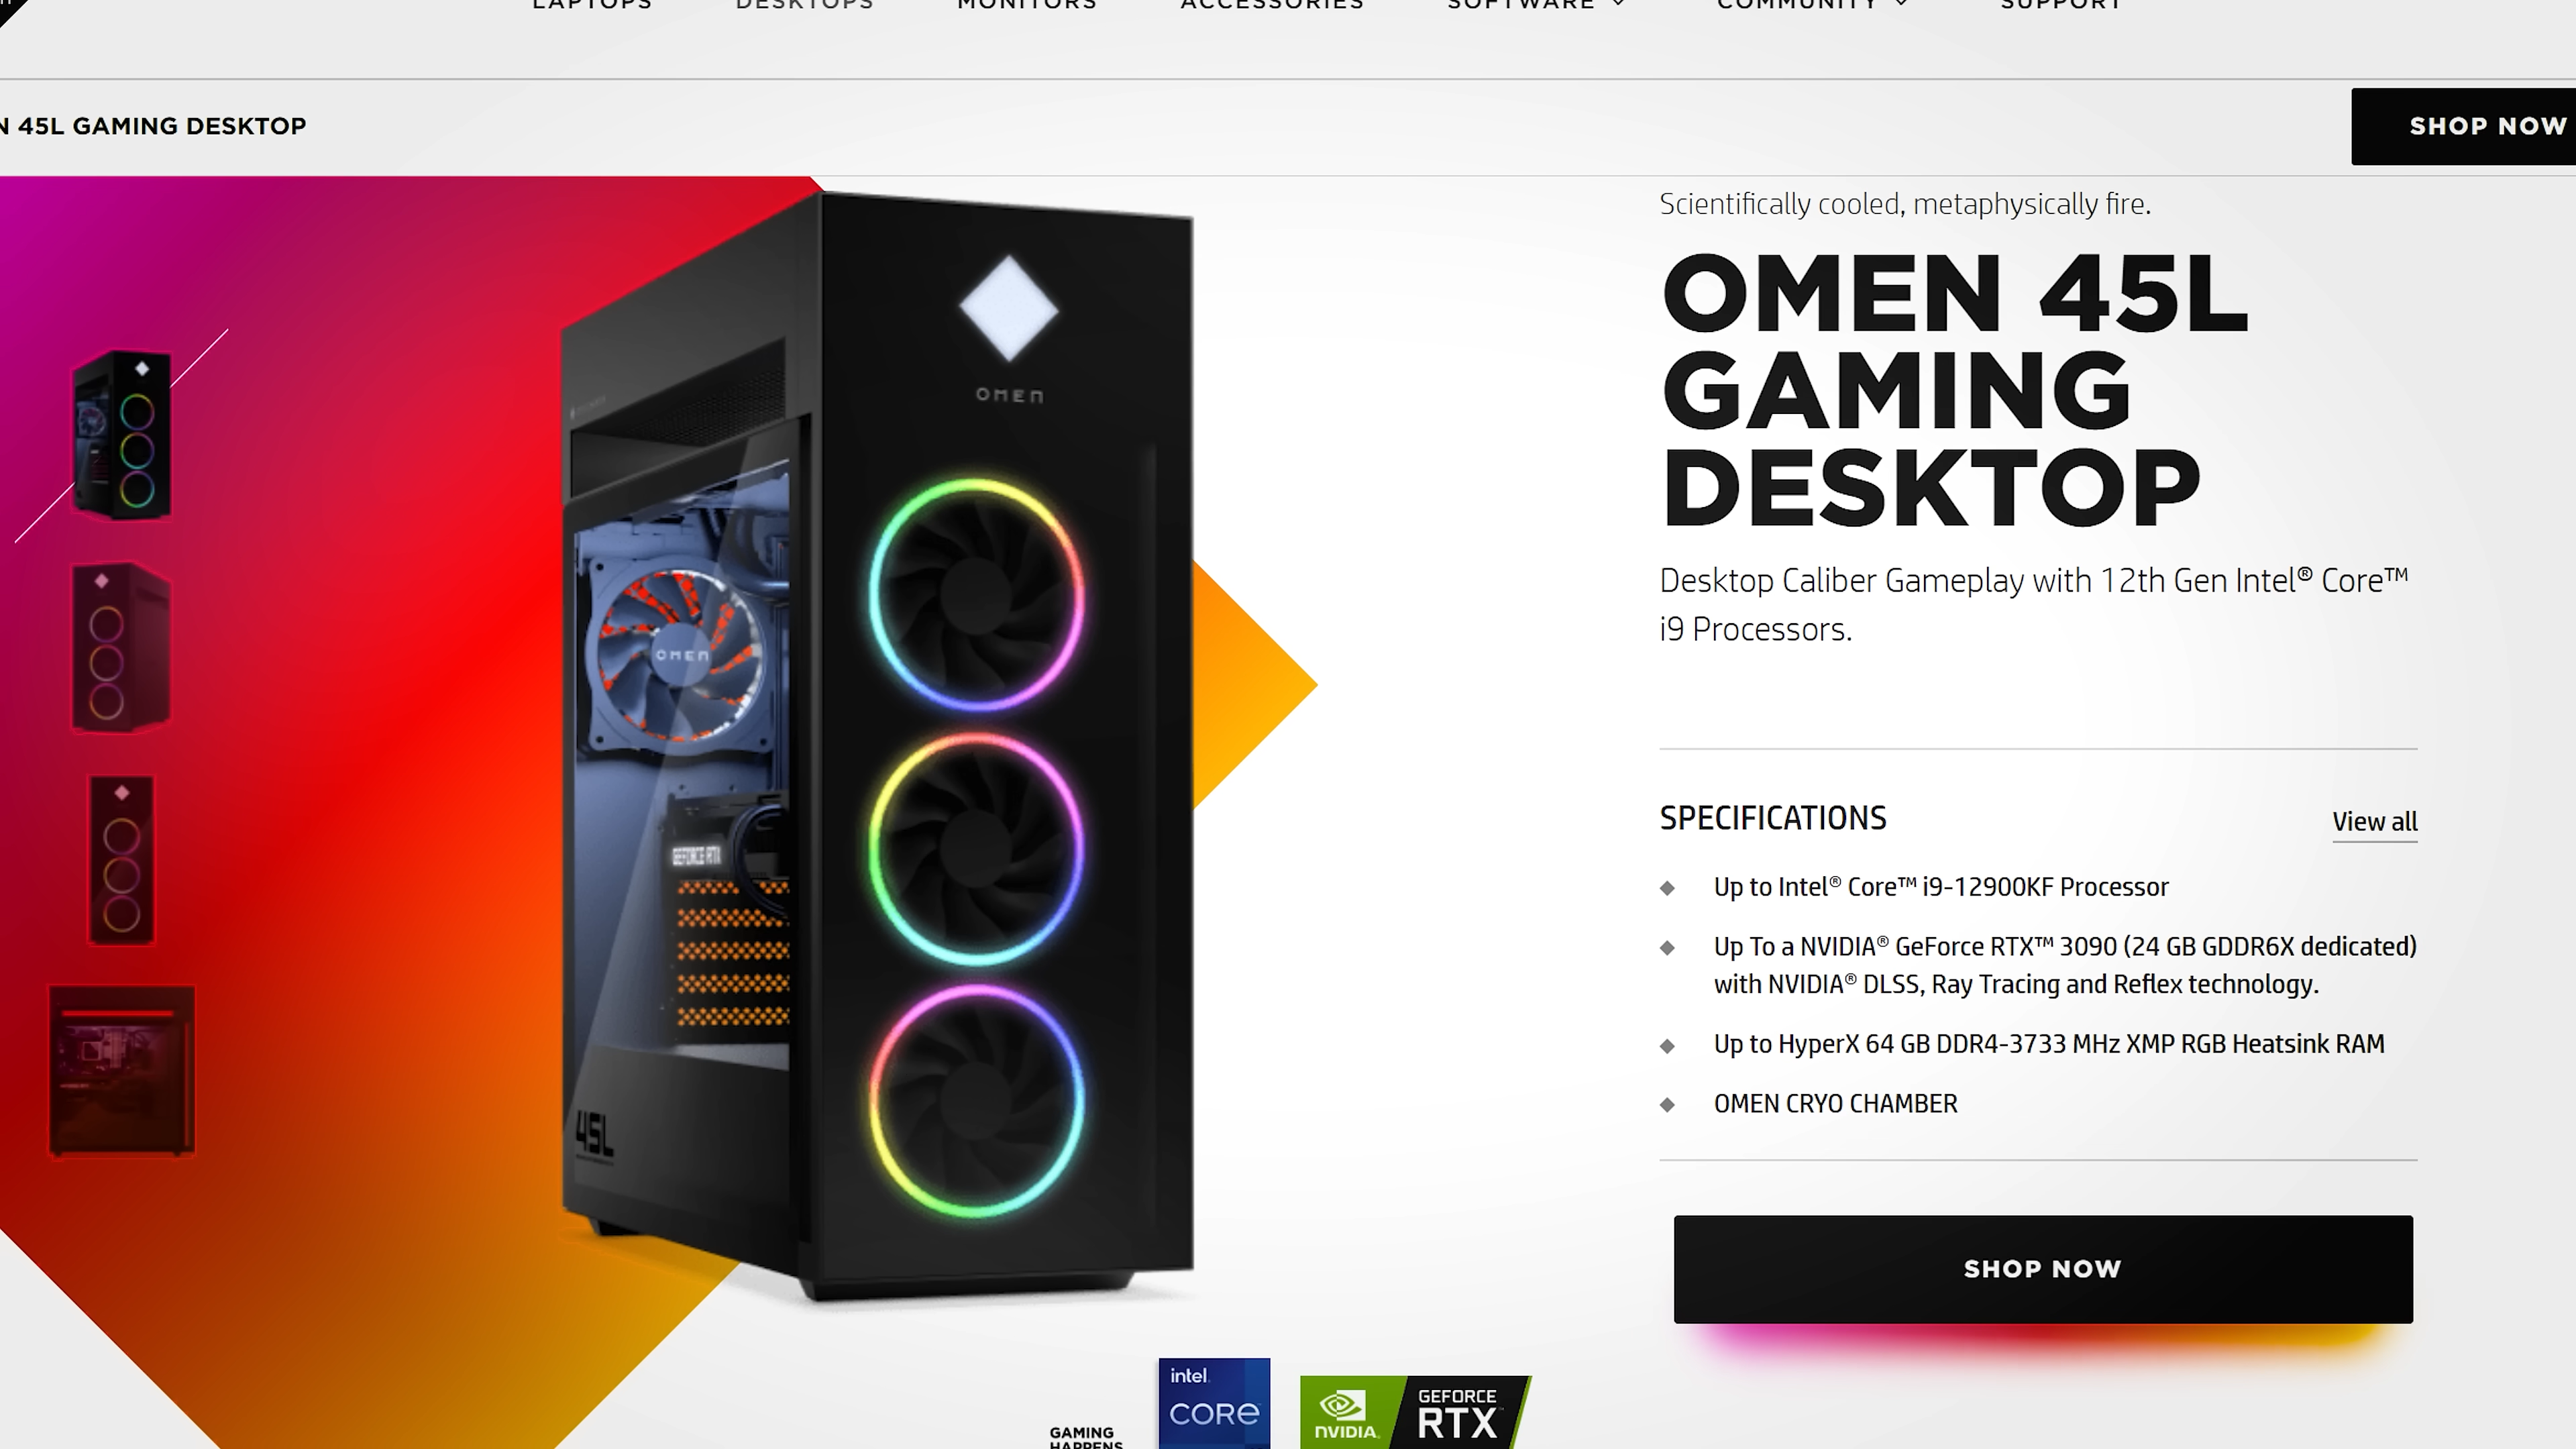 LAPTOPS DESKTOPS MONITORS ACCESSORIES SOFTWARE COMMUNITY SUPPORT
N 45L GAMING DESKTOP
SHOP NOW
Scientifically cooled, metaphysically fire.
OMEN 45L
GAMING
DESKTOP
Desktop Caliber Gameplay with 12th Gen Intel® Core™
i9 Processors.
SPECIFICATIONS
View all
Up to Intel® Core™ i9-12900KF Processor
Up To a NVIDIA® GeForce RTX™ 3090 (24 GB GDDR6X dedicated)
with NVIDIA® DLSS, Ray Tracing and Reflex technology.
Up to HyperX 64 GB DDR4-3733 MHz XMP RGB Heatsink RAM
OMEN CRYO CHAMBER
SHOP NOW
OMEN
OMEN
GEFORCE RTX
45L
GAMING
HAPPENS
intel
CORE
NVIDIA
GEFORCE
RTX™